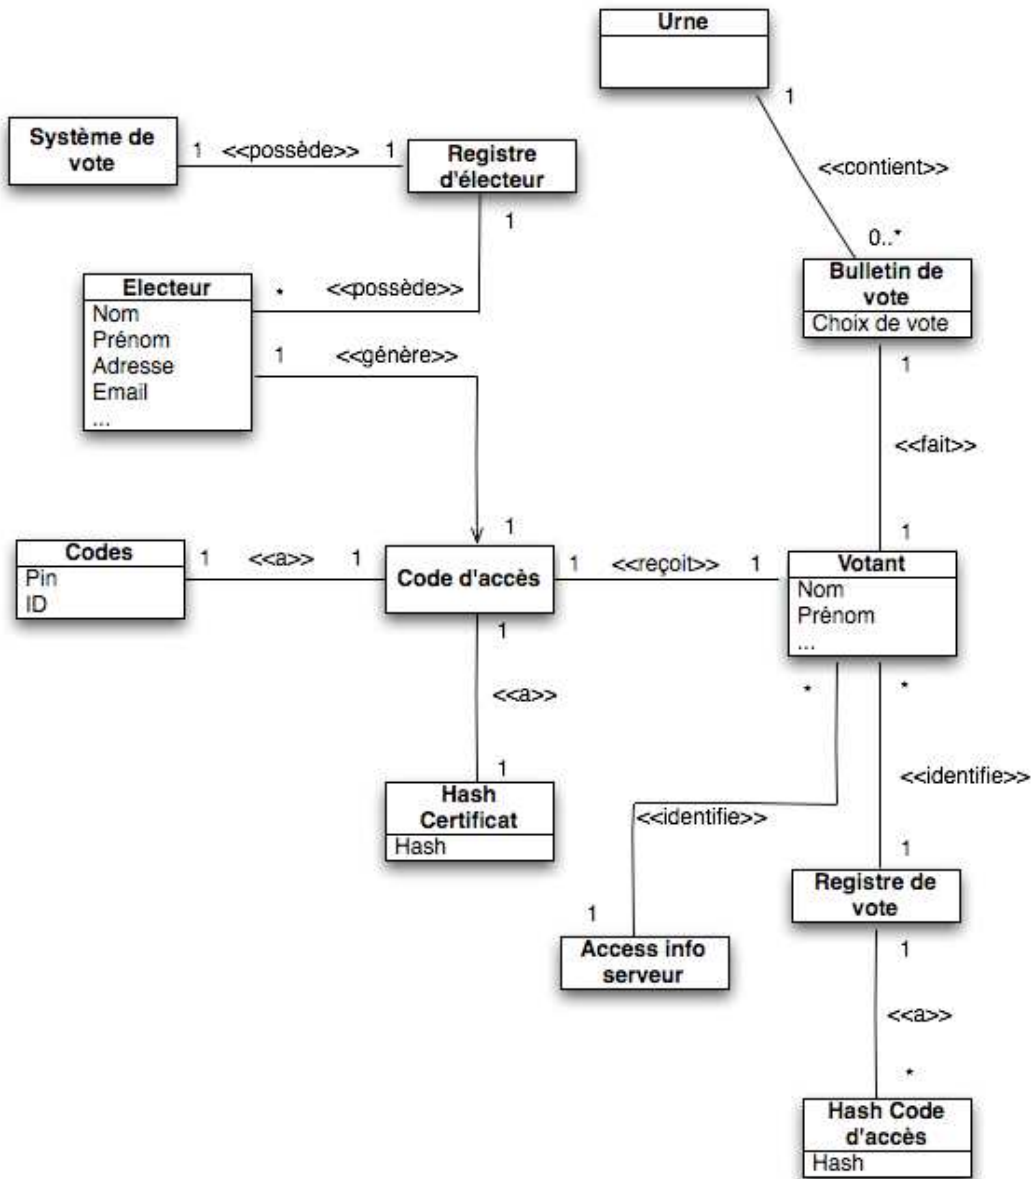 Urne
1
<<contient>>
0..*
Système de
vote
1 <<possède>> 1
Registre
d'électeur
1
Bulletin de
vote
Choix de vote
1
Electeur
Nom
Prénom
Adresse
Email
...
* <<possède>>
1 <<génère>>
1
<<fait>>
1
Codes
Pin
ID
1 <<a>> 1
Code d'accès
1 <<reçoit>> 1
Votant
Nom
Prénom
...
1
<<a>>
1
Hash
Certificat
Hash
*
*
<<identifie>>
<<identifie>>
1
1
Access info
serveur
Registre de
vote
1
<<a>>
*
Hash Code
d'accès
Hash